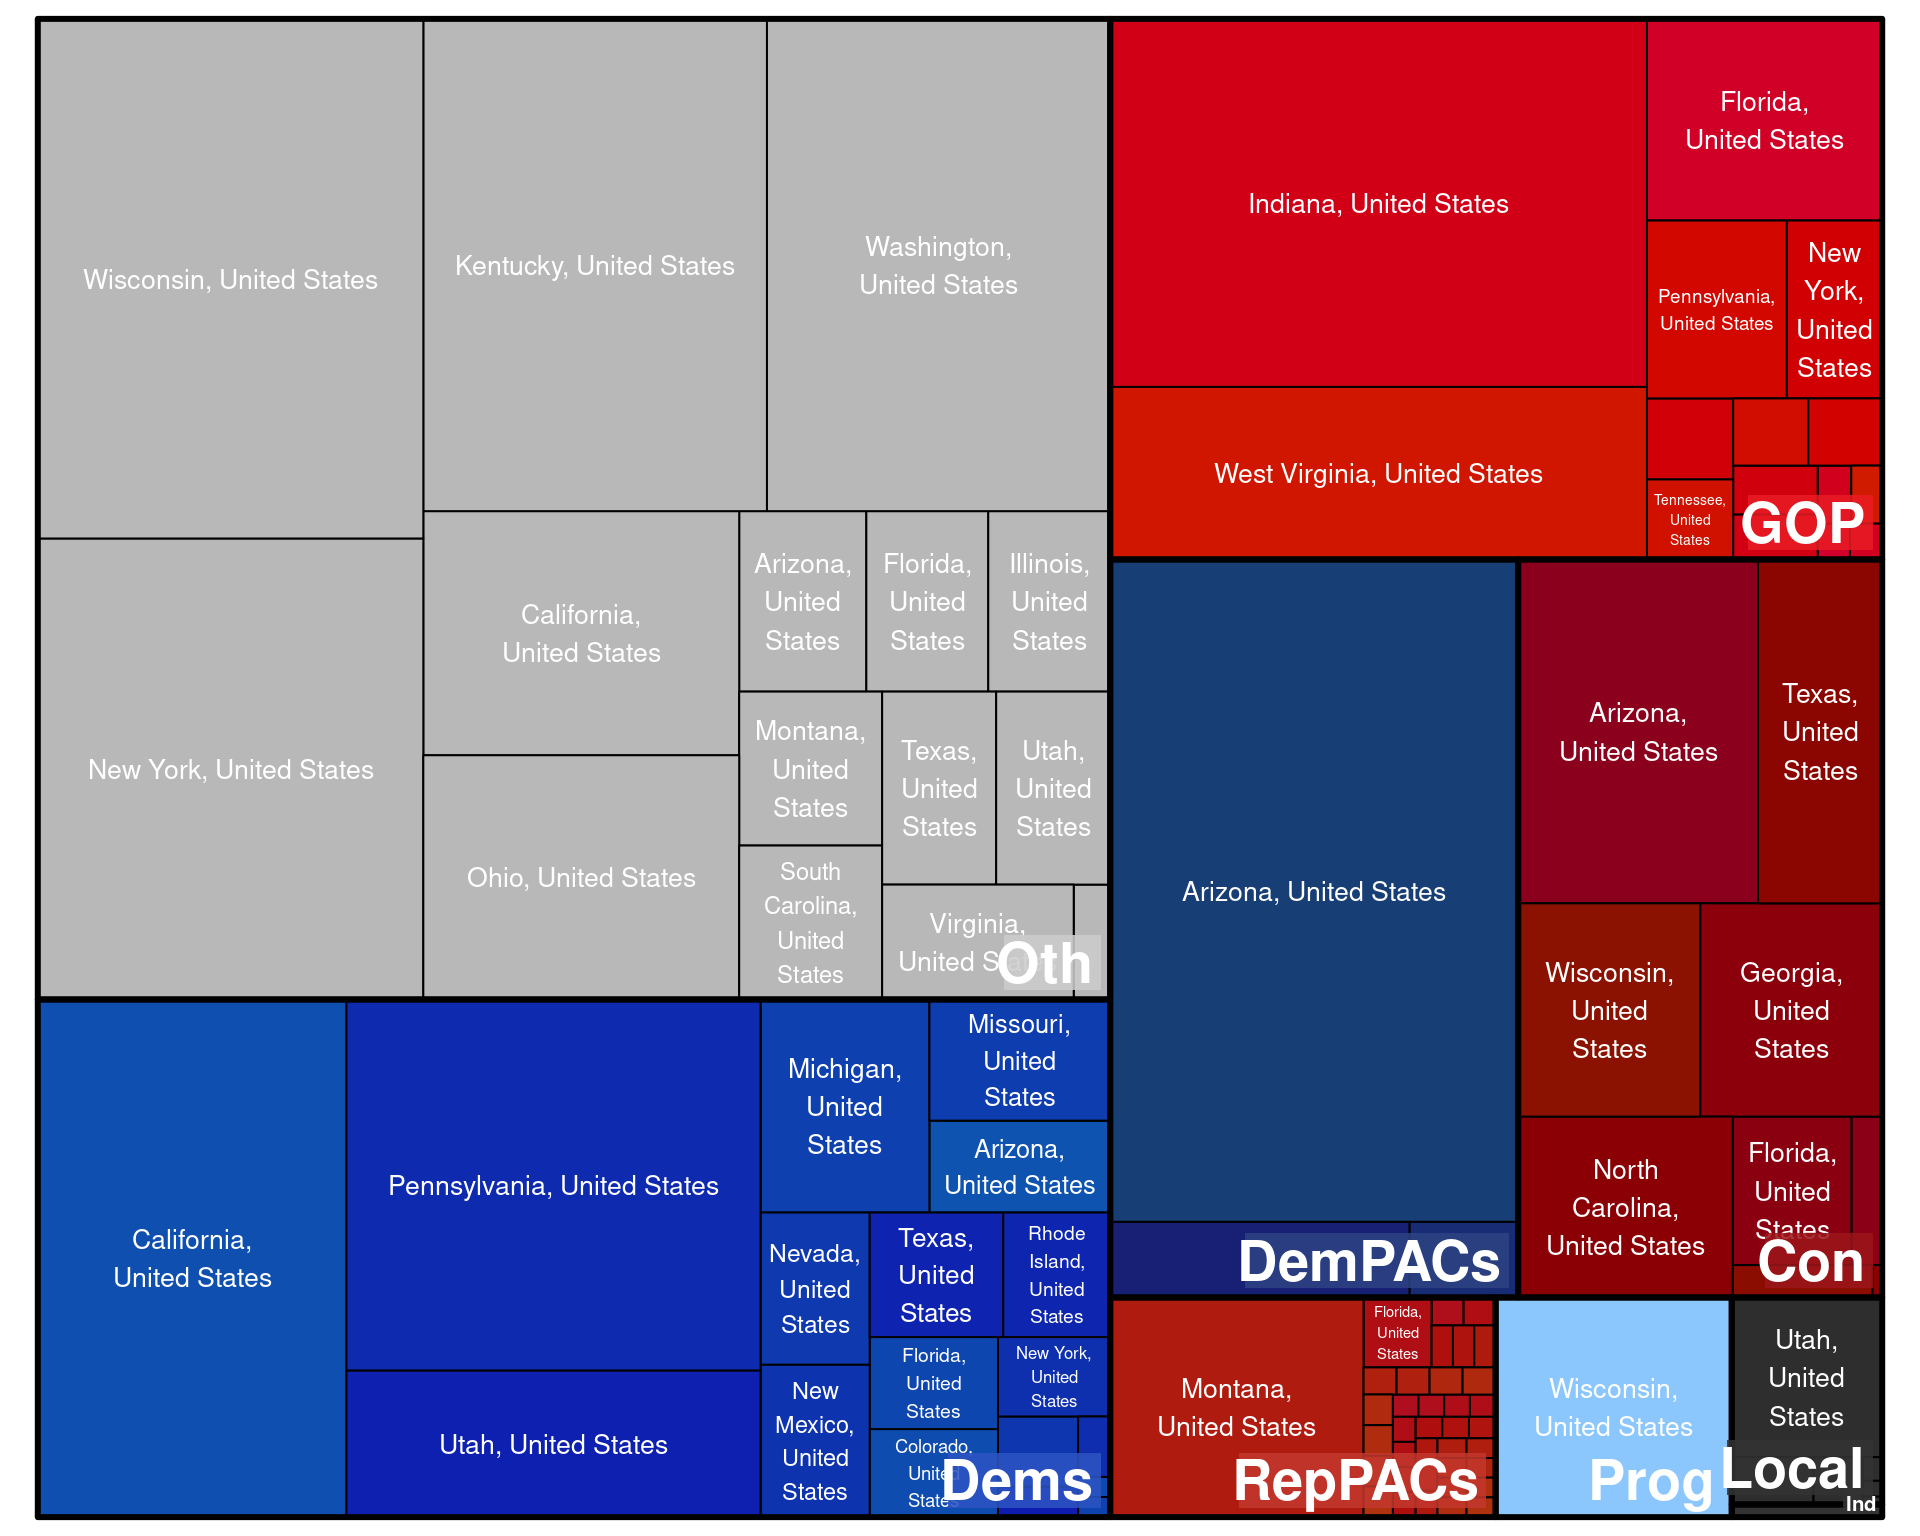 Wisconsin, United States
Kentucky, United States
Washington,
United States
New York, United States
California,
United States
Ohio, United States
Arizona,
United
States
Florida,
United
States
Illinois,
United
States
Montana,
United
States
Texas,
United
States
Utah,
United
States
South
Carolina,
United
States
Virginia,
United States
Oth
Indiana, United States
Florida,
United States
Pennsylvania,
United States
New
York,
United
States
West Virginia, United States
Tennessee,
United
States
GOP
Arizona, United States
DemPACs
Arizona,
United States
Texas,
United
States
Wisconsin,
United
States
Georgia,
United
States
North
Carolina,
United States
Florida,
United
States
Con
California,
United States
Pennsylvania, United States
Utah, United States
Michigan,
United
States
Missouri,
United
States
Arizona,
United States
Nevada,
United
States
Texas,
United
States
Rhode
Island,
United
States
New
Mexico,
United
States
Florida,
United
States
New York,
United
States
Colorado,
United
States
Dems
Montana,
United States
Florida,
United
States
RepPACs
Wisconsin,
United States
Prog
Utah,
United
States
Local
Ind